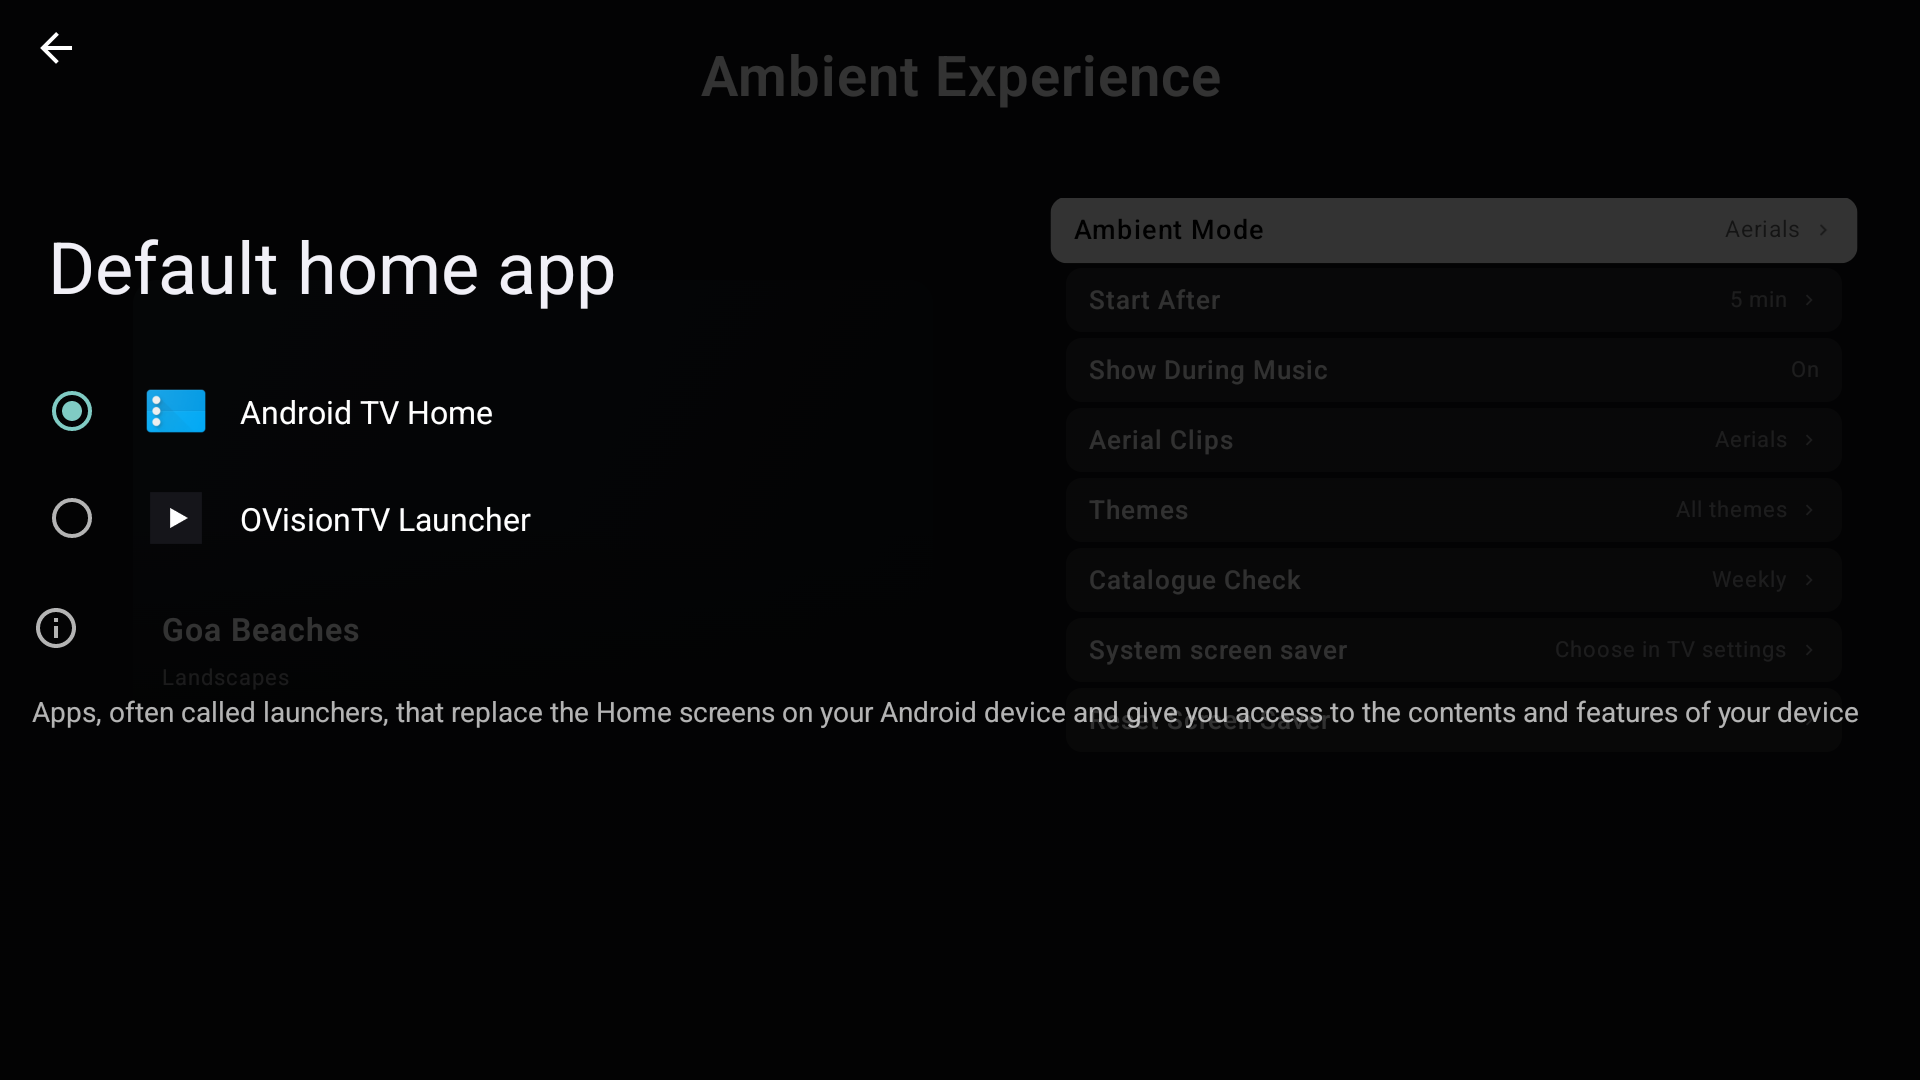 Ambient Experience
Default home app
Android TV Home
OVisionTV Launcher
Goa Beaches
Landscapes
Ambient Mode Aerials
Start After 5 min
Show During Music On
Aerial Clips Aerials
Themes All themes
Catalogue Check Weekly
System screen saver Choose in TV settings
Reset Screen Saver
Apps, often called launchers, that replace the Home screens on your Android device and give you access to the contents and features of your device